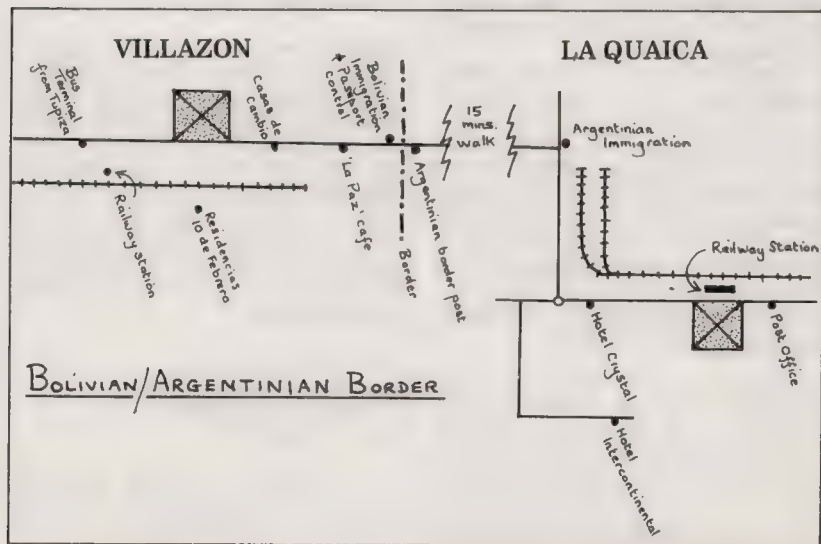 VILLAZON
LA QUAICA
Bus
Terminal
from Tupiza
Casas de
Cambio
Bolivian
Immigration
+ Passport
control
'La Paz' cafe
Border
Argentinian border post
15
mins.
walk
Argentinian
Immigration
Railway station
Residencias
10 de Febrero
Railway Station
Hotel Crystal
Post Office
Hotel
Intercontinental
BOLIVIAN/ARGENTINIAN BORDER